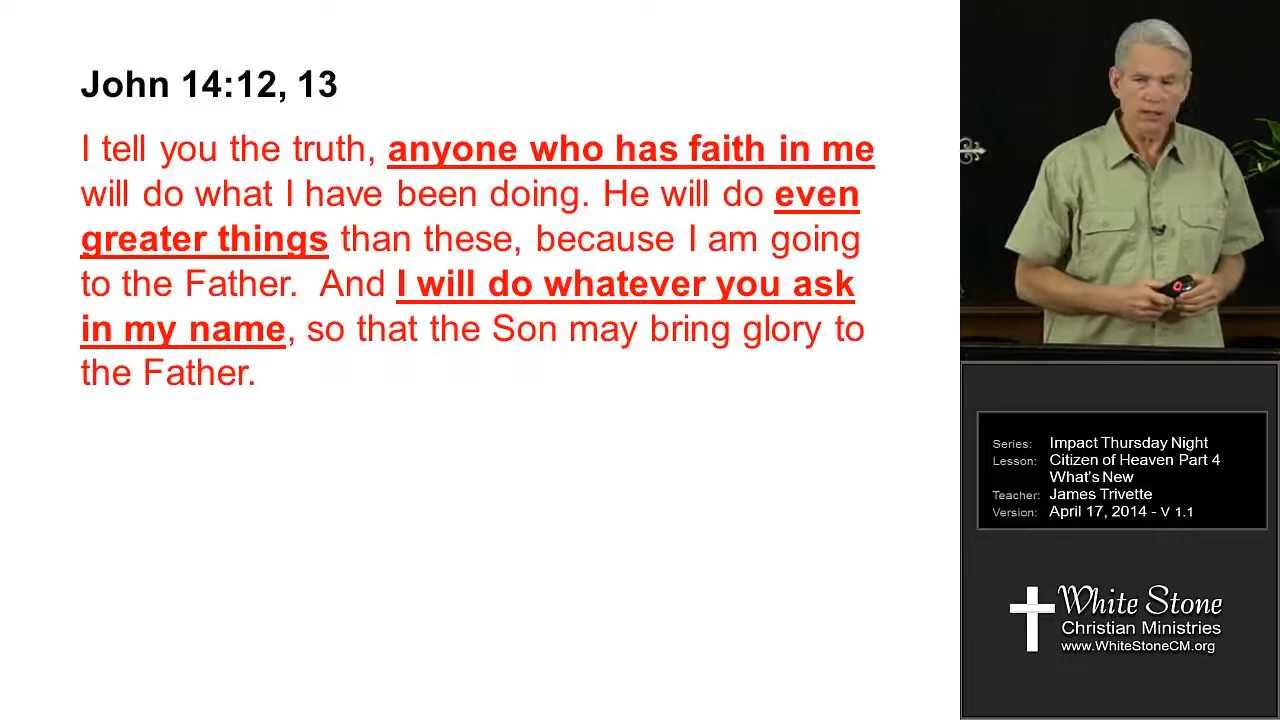 John 14:12, 13
I tell you the truth, anyone who has faith in me
will do what I have been doing. He will do even
greater things than these, because I am going
to the Father.  And I will do whatever you ask
in my name, so that the Son may bring glory to
the Father.
Series: Impact Thursday Night
Lesson: Citizen of Heaven Part 4
What's New
Teacher: James Trivette
Version: April 17, 2014 - V 1.1
White Stone
Christian Ministries
www.WhiteStoneCM.org